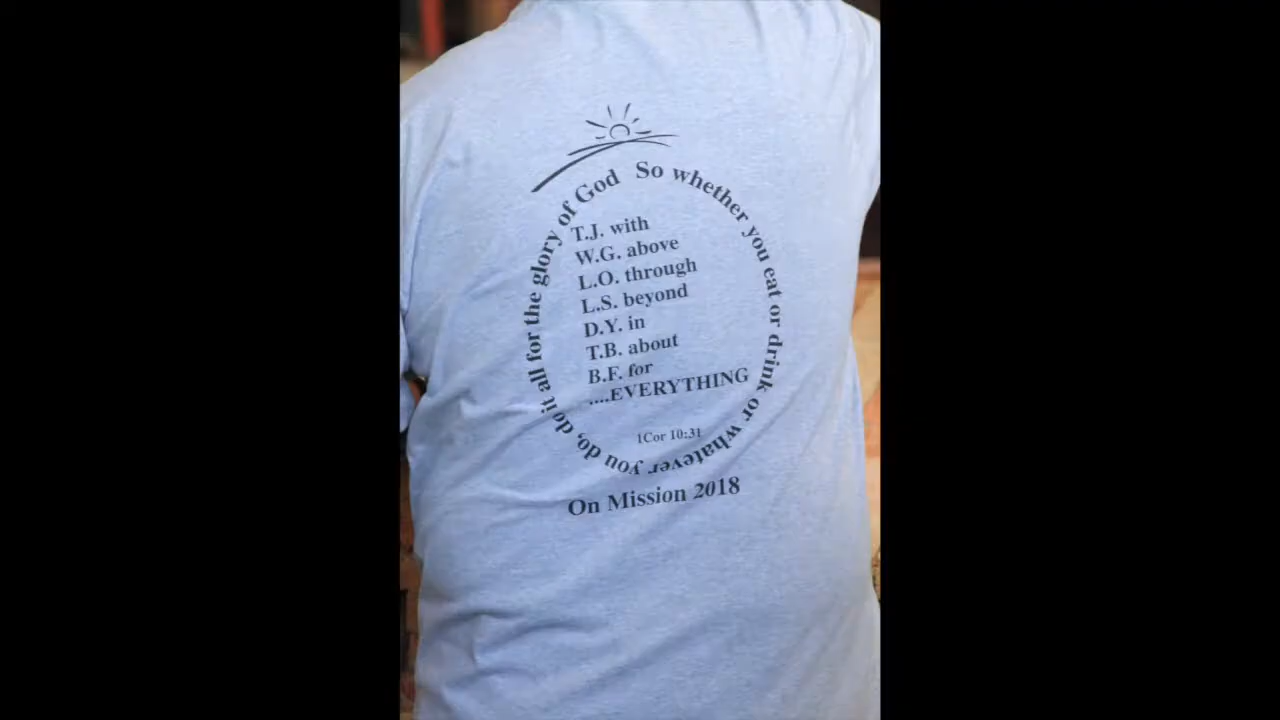 So whether you eat or drink or whatever you do, do it all for the glory of God
T.J. with
W.G. above
L.O. through
L.S. beyond
D.Y. in
T.B. about
B.F. for
....EVERYTHING
1Cor 10:31
On Mission 2018